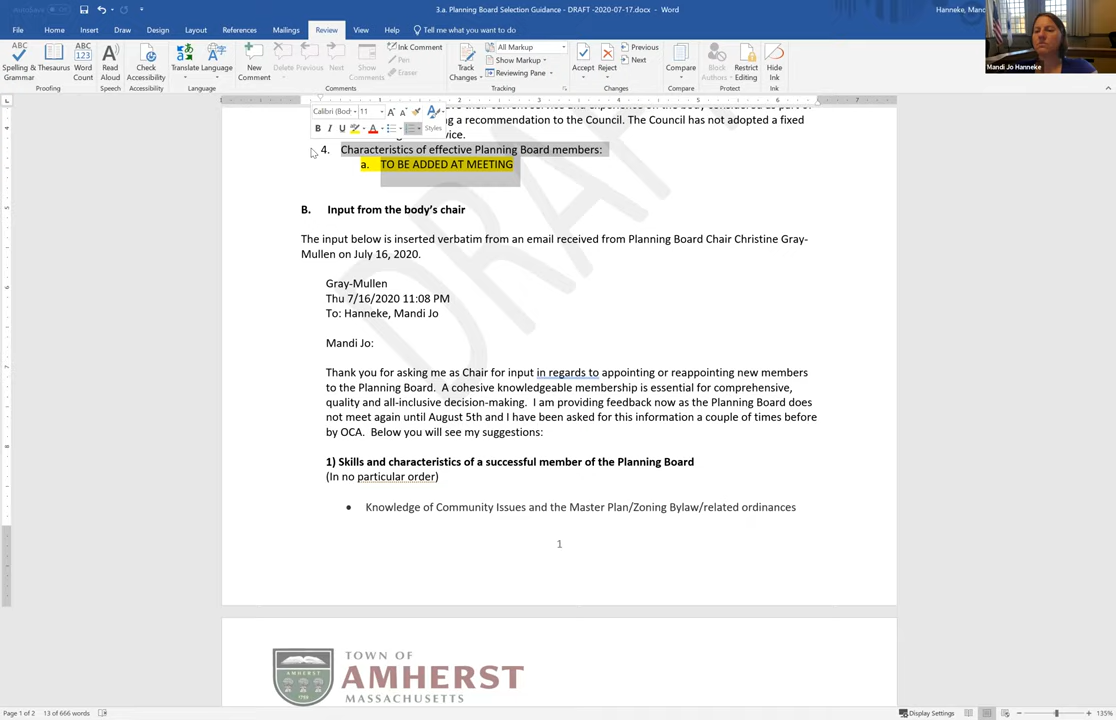 3.a. Planning Board Selection Guidance - DRAFT -2020-07-17.docx - Word
Hanneke, Mand
File Home Insert Draw Design Layout References Mailings Review View Help Tell me what you want to do
ABC ABC 123
Spelling & Grammar
Thesaurus
Word Count
Read Aloud
Check Accessibility
Translate
Language
New Comment
Delete
Previous
Next
Show Comments
Ink Comment
Pen
Eraser
Track Changes
All Markup
Show Markup
Reviewing Pane
Accept
Reject
Previous
Next
Compare
Block Authors
Restrict Editing
Hide Ink
Proofing Speech Accessibility Language Comments Tracking Changes Compare Protect Ink
Mandi Jo Hanneke
Calibri (Body 11
B I U A Styles
g a recommendation to the Council. The Council has not adopted a fixed
vice.
4. Characteristics of effective Planning Board members:
a. TO BE ADDED AT MEETING
B. Input from the body's chair
The input below is inserted verbatim from an email received from Planning Board Chair Christine Gray-
Mullen on July 16, 2020.
Gray-Mullen
Thu 7/16/2020 11:08 PM
To: Hanneke, Mandi Jo
Mandi Jo:
Thank you for asking me as Chair for input in regards to appointing or reappointing new members
to the Planning Board. A cohesive knowledgeable membership is essential for comprehensive,
quality and all-inclusive decision-making. I am providing feedback now as the Planning Board does
not meet again until August 5th and I have been asked for this information a couple of times before
by OCA. Below you will see my suggestions:
1) Skills and characteristics of a successful member of the Planning Board
(In no particular order)
• Knowledge of Community Issues and the Master Plan/Zoning Bylaw/related ordinances
1
DRAFT
TOWN OF
AMHERST
MASSACHUSETTS
Page 1 of 2 13 of 666 words
Display Settings
135%